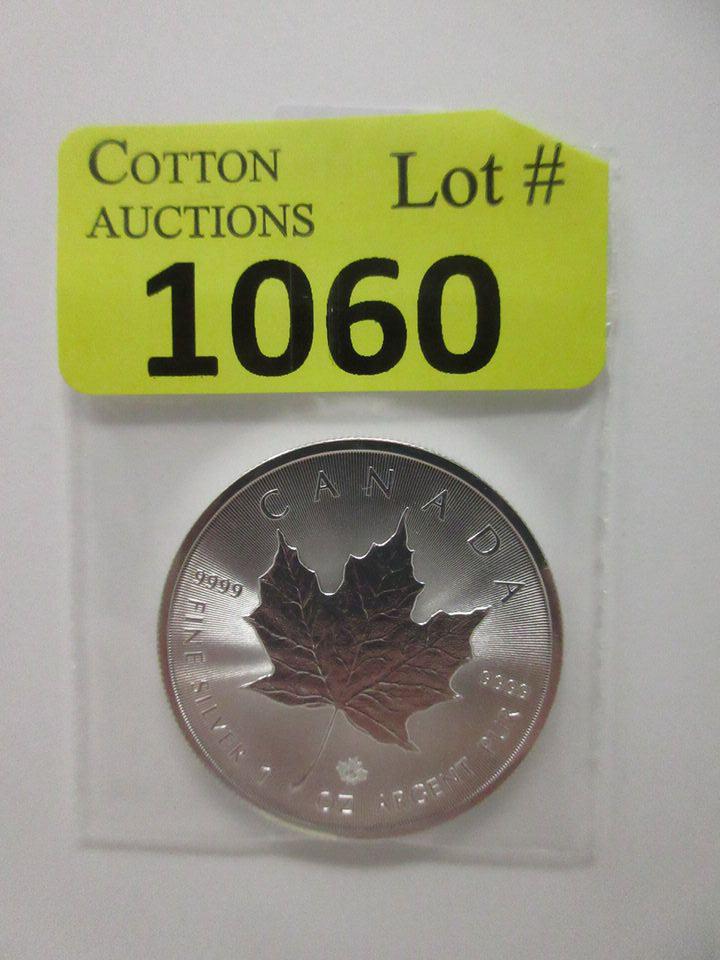 COTTON
AUCTIONS
Lot #
1060
CANADA
9999
FINE SILVER 1 OZ ARGENT PUR
9999